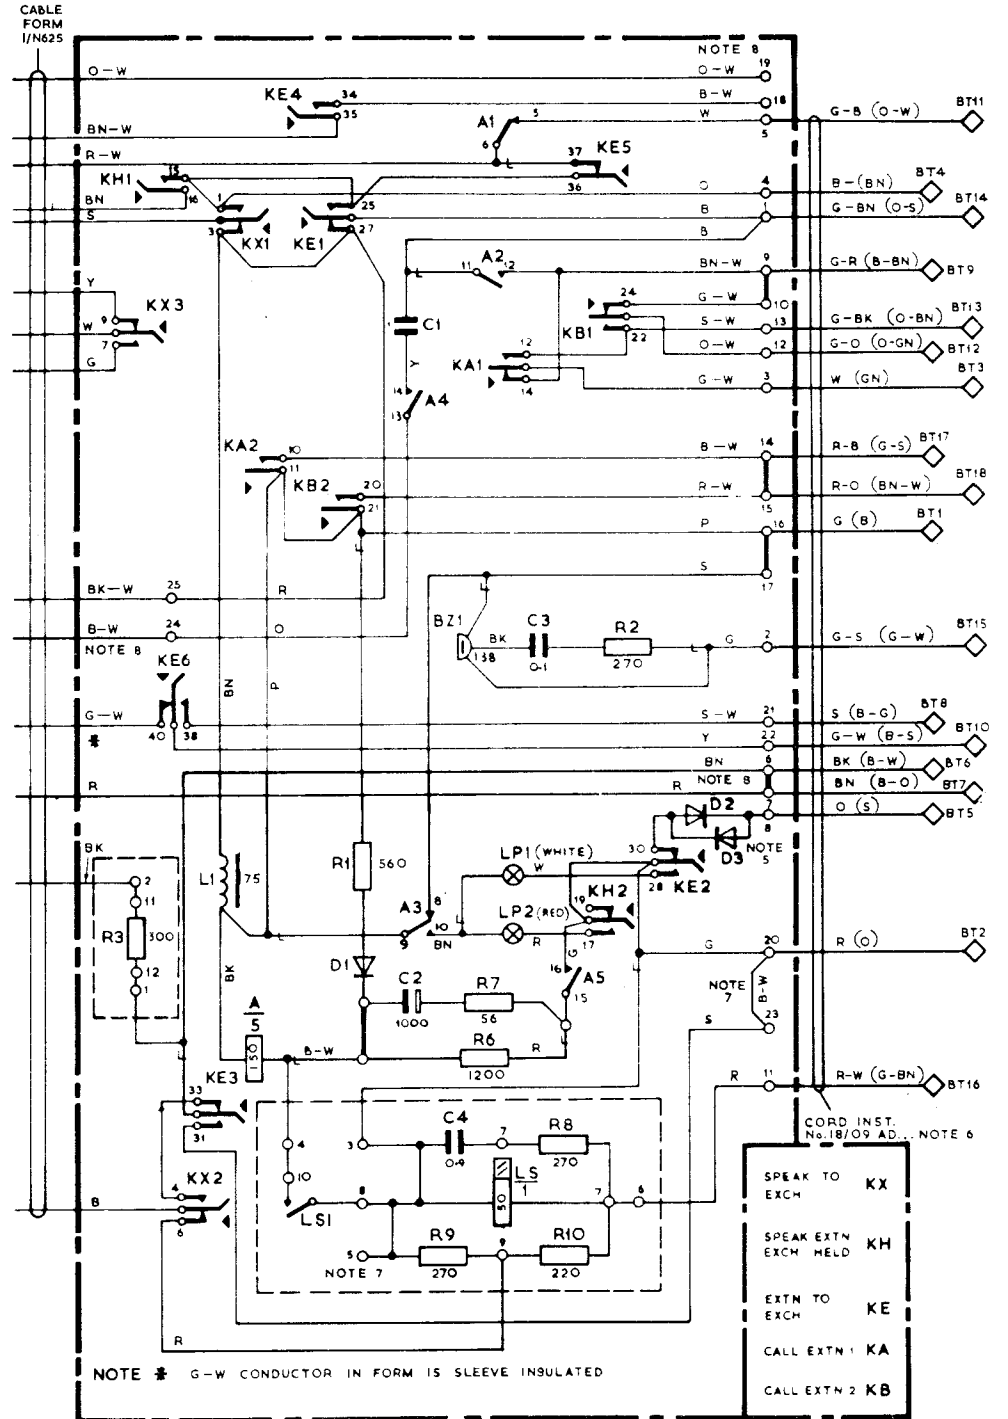 CABLE
FORM
1/N625
NOTE 8
O-W
O-W
19
KE4
34
B-W
18
35
A1
5
W
5
G-B (O-W)
BT11
BN-W
6
L
37
KE5
R-W
36
KH1
15
16
BN
S
1
3
KX1
KE1
25
27
O
4
B-(BN)
BT4
B
1
G-BN (O-S)
BT14
B
L
11
A2
12
BN-W
9
G-R (B-BN)
BT9
Y
9
KX3
W
7
G
C1
24
KB1
22
G-W
10
S-W
13
G-BK (O-BN)
BT13
O-W
12
G-O (O-GN)
BT12
12
KA1
14
G-W
3
W (GN)
BT3
Y
14
A4
13
KA2
10
11
B-W
14
R-B (G-S)
BT17
KB2
20
21
R-W
15
R-O (BN-W)
BT18
L
P
16
G (B)
BT1
S
17
BK-W
25
R
B-W
24
O
NOTE 8
L
BZ1
BK
138
C3
0·1
R2
270
L
G
2
G-S (G-W)
BT15
KE6
BN
P
G-W
40
38
S-W
21
S (B-G)
BT8
*
Y
22
G-W (B-S)
BT10
BN
6
BK (B-W)
BT6
R
R
NOTE 8
7
BN (B-O)
BT7
D2
D3
8
O (S)
BT5
NOTE
5
BK
2
11
R3
300
12
1
L1
75
R1
560
LP1 (WHITE)
W
30
28
KE2
A3
8
9
10
BN
L
LP2 (RED)
R
19
KH2
17
G
G
L
20
R (O)
BT2
BK
D1
C2
1000
R7
56
16
A5
15
NOTE
7
B-W
A
5
150
L
B-W
R6
1200
R
S
23
L
KE3
33
31
R
11
R-W (G-BN)
BT16
CORD INST.
No.18/09 AD... NOTE 6
4
10
LS1
3
8
C4
0·9
7
R8
270
LS
1
50
7
6
5
NOTE 7
R9
270
9
R10
220
KX2
4
6
B
R
SPEAK TO
EXCH KX
SPEAK EXTN
EXCH HELD KH
EXTN TO
EXCH KE
CALL EXTN 1 KA
CALL EXTN 2 KB
NOTE * G-W CONDUCTOR IN FORM IS SLEEVE INSULATED